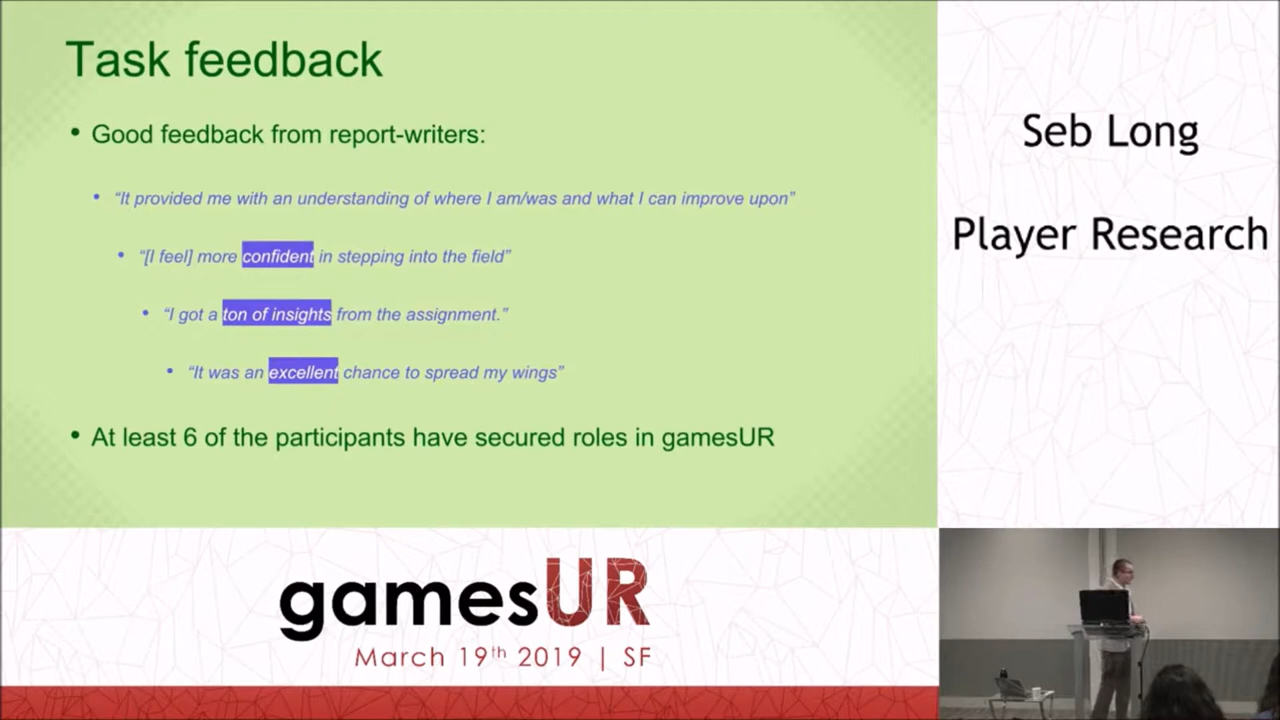 Task feedback
• Good feedback from report-writers:
• “It provided me with an understanding of where I am/was and what I can improve upon”
• “[I feel] more confident in stepping into the field”
• “I got a ton of insights from the assignment.”
• “It was an excellent chance to spread my wings”
• At least 6 of the participants have secured roles in gamesUR
Seb Long
Player Research
gamesUR
March 19th 2019 | SF